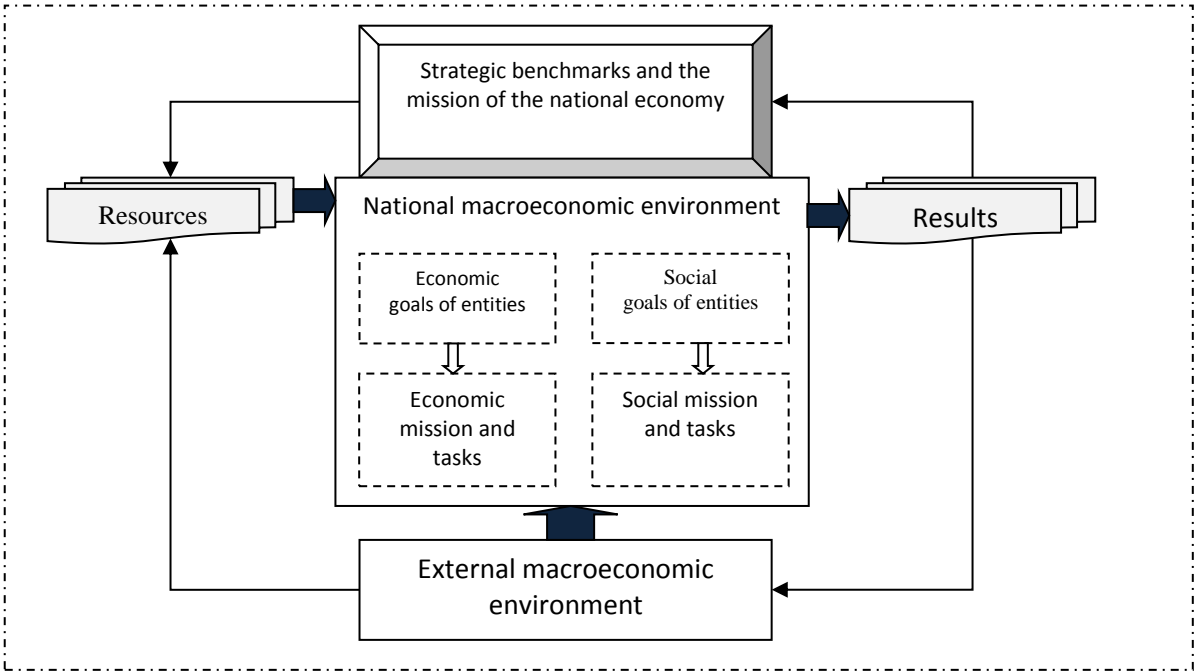 Strategic benchmarks and the
mission of the national economy
Resources
National macroeconomic environment
Results
Economic
goals of entities
Social
goals of entities
Economic
mission and
tasks
Social mission
and tasks
External macroeconomic
environment